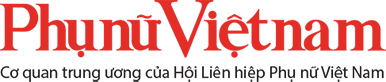 Phụ nữ Việt nam
Cơ quan trung ương của Hội Liên hiệp Phụ nữ Việt Nam